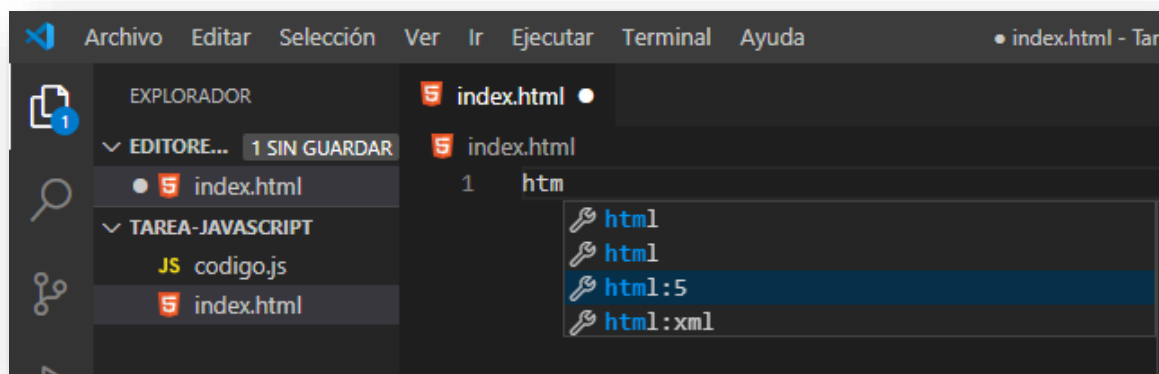 Archivo Editar Selección Ver Ir Ejecutar Terminal Ayuda ● index.html - Tar
EXPLORADOR
index.html ●
EDITORE... 1 SIN GUARDAR
index.html
1
● index.html
1 htm
TAREA-JAVASCRIPT
JS codigo.js
index.html
html
html
html:5
html:xml